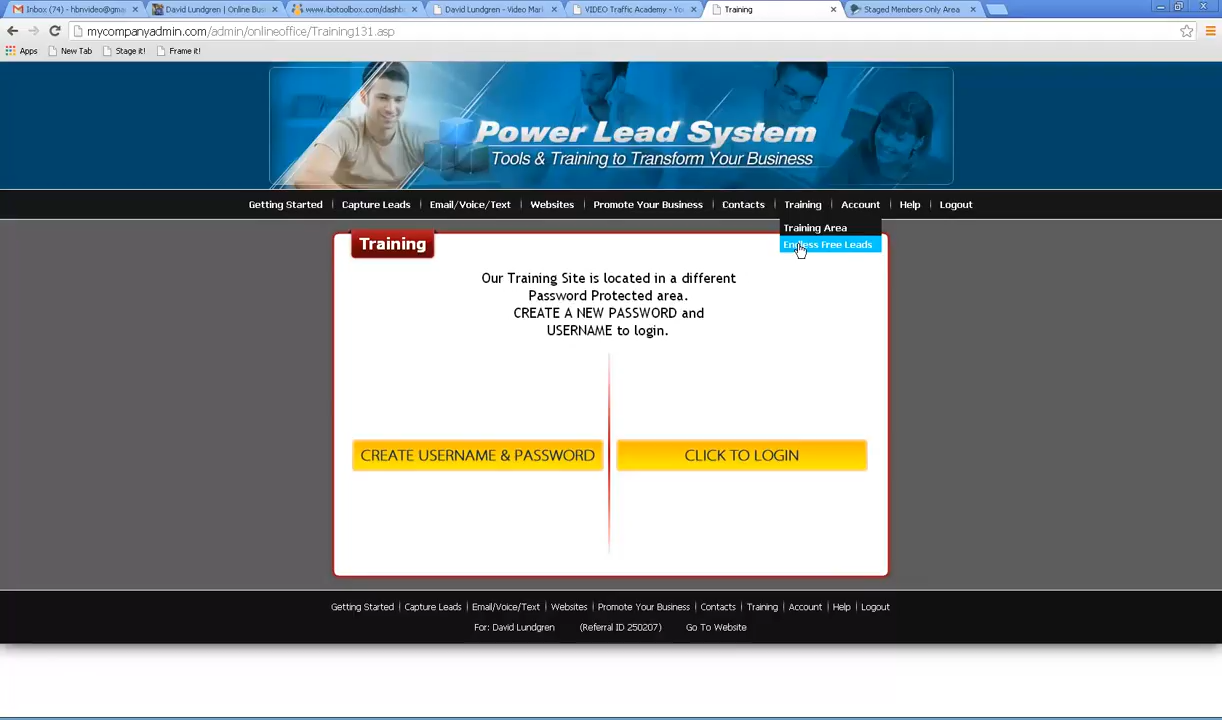 Inbox (74) - hbnvideo@gma
David Lundgren | Online Bus
www.ibotoolbox.com/dashb
David Lundgren - Video Mark
VIDEO Traffic Academy - Yo
Training
Staged Members Only Area
mycompanyadmin.com/admin/onlineoffice/Training131.asp
Apps
New Tab
Stage it!
Frame it!
Power Lead System
Tools & Training to Transform Your Business
Getting Started | Capture Leads | Email/Voice/Text | Websites | Promote Your Business | Contacts | Training | Account | Help | Logout
Training Area
Endless Free Leads
Training
Our Training Site is located in a different
Password Protected area.
CREATE A NEW PASSWORD and
USERNAME to login.
CREATE USERNAME & PASSWORD
CLICK TO LOGIN
Getting Started | Capture Leads | Email/Voice/Text | Websites | Promote Your Business | Contacts | Training | Account | Help | Logout
For: David Lundgren (Referral ID 250207) Go To Website